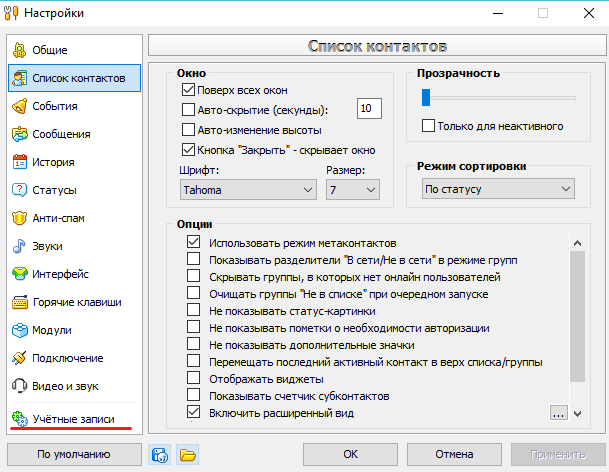 Настройки
Общие
Список контактов
События
Сообщения
История
Статусы
Анти-спам
Звуки
Интерфейс
Горячие клавиши
Модули
Подключение
Видео и звук
Учётные записи
Список контактов
Окно
Поверх всех окон
Авто-скрытие (секунды): 10
Авто-изменение высоты
Кнопка "Закрыть" - скрывает окно
Шрифт: Размер:
Tahoma 7
Прозрачность
Только для неактивного
Режим сортировки
По статусу
Опции
Использовать режим метаконтактов
Показывать разделители "В сети/Не в сети" в режиме групп
Скрывать группы, в которых нет онлайн пользователей
Очищать группы "Не в списке" при очередном запуске
Не показывать статус-картинки
Не показывать пометки о необходимости авторизации
Не показывать дополнительные значки
Перемещать последний активный контакт в верх списка/группы
Отображать виджеты
Показывать счетчик субконтактов
Включить расширенный вид ...
По умолчанию OK Отмена Применить